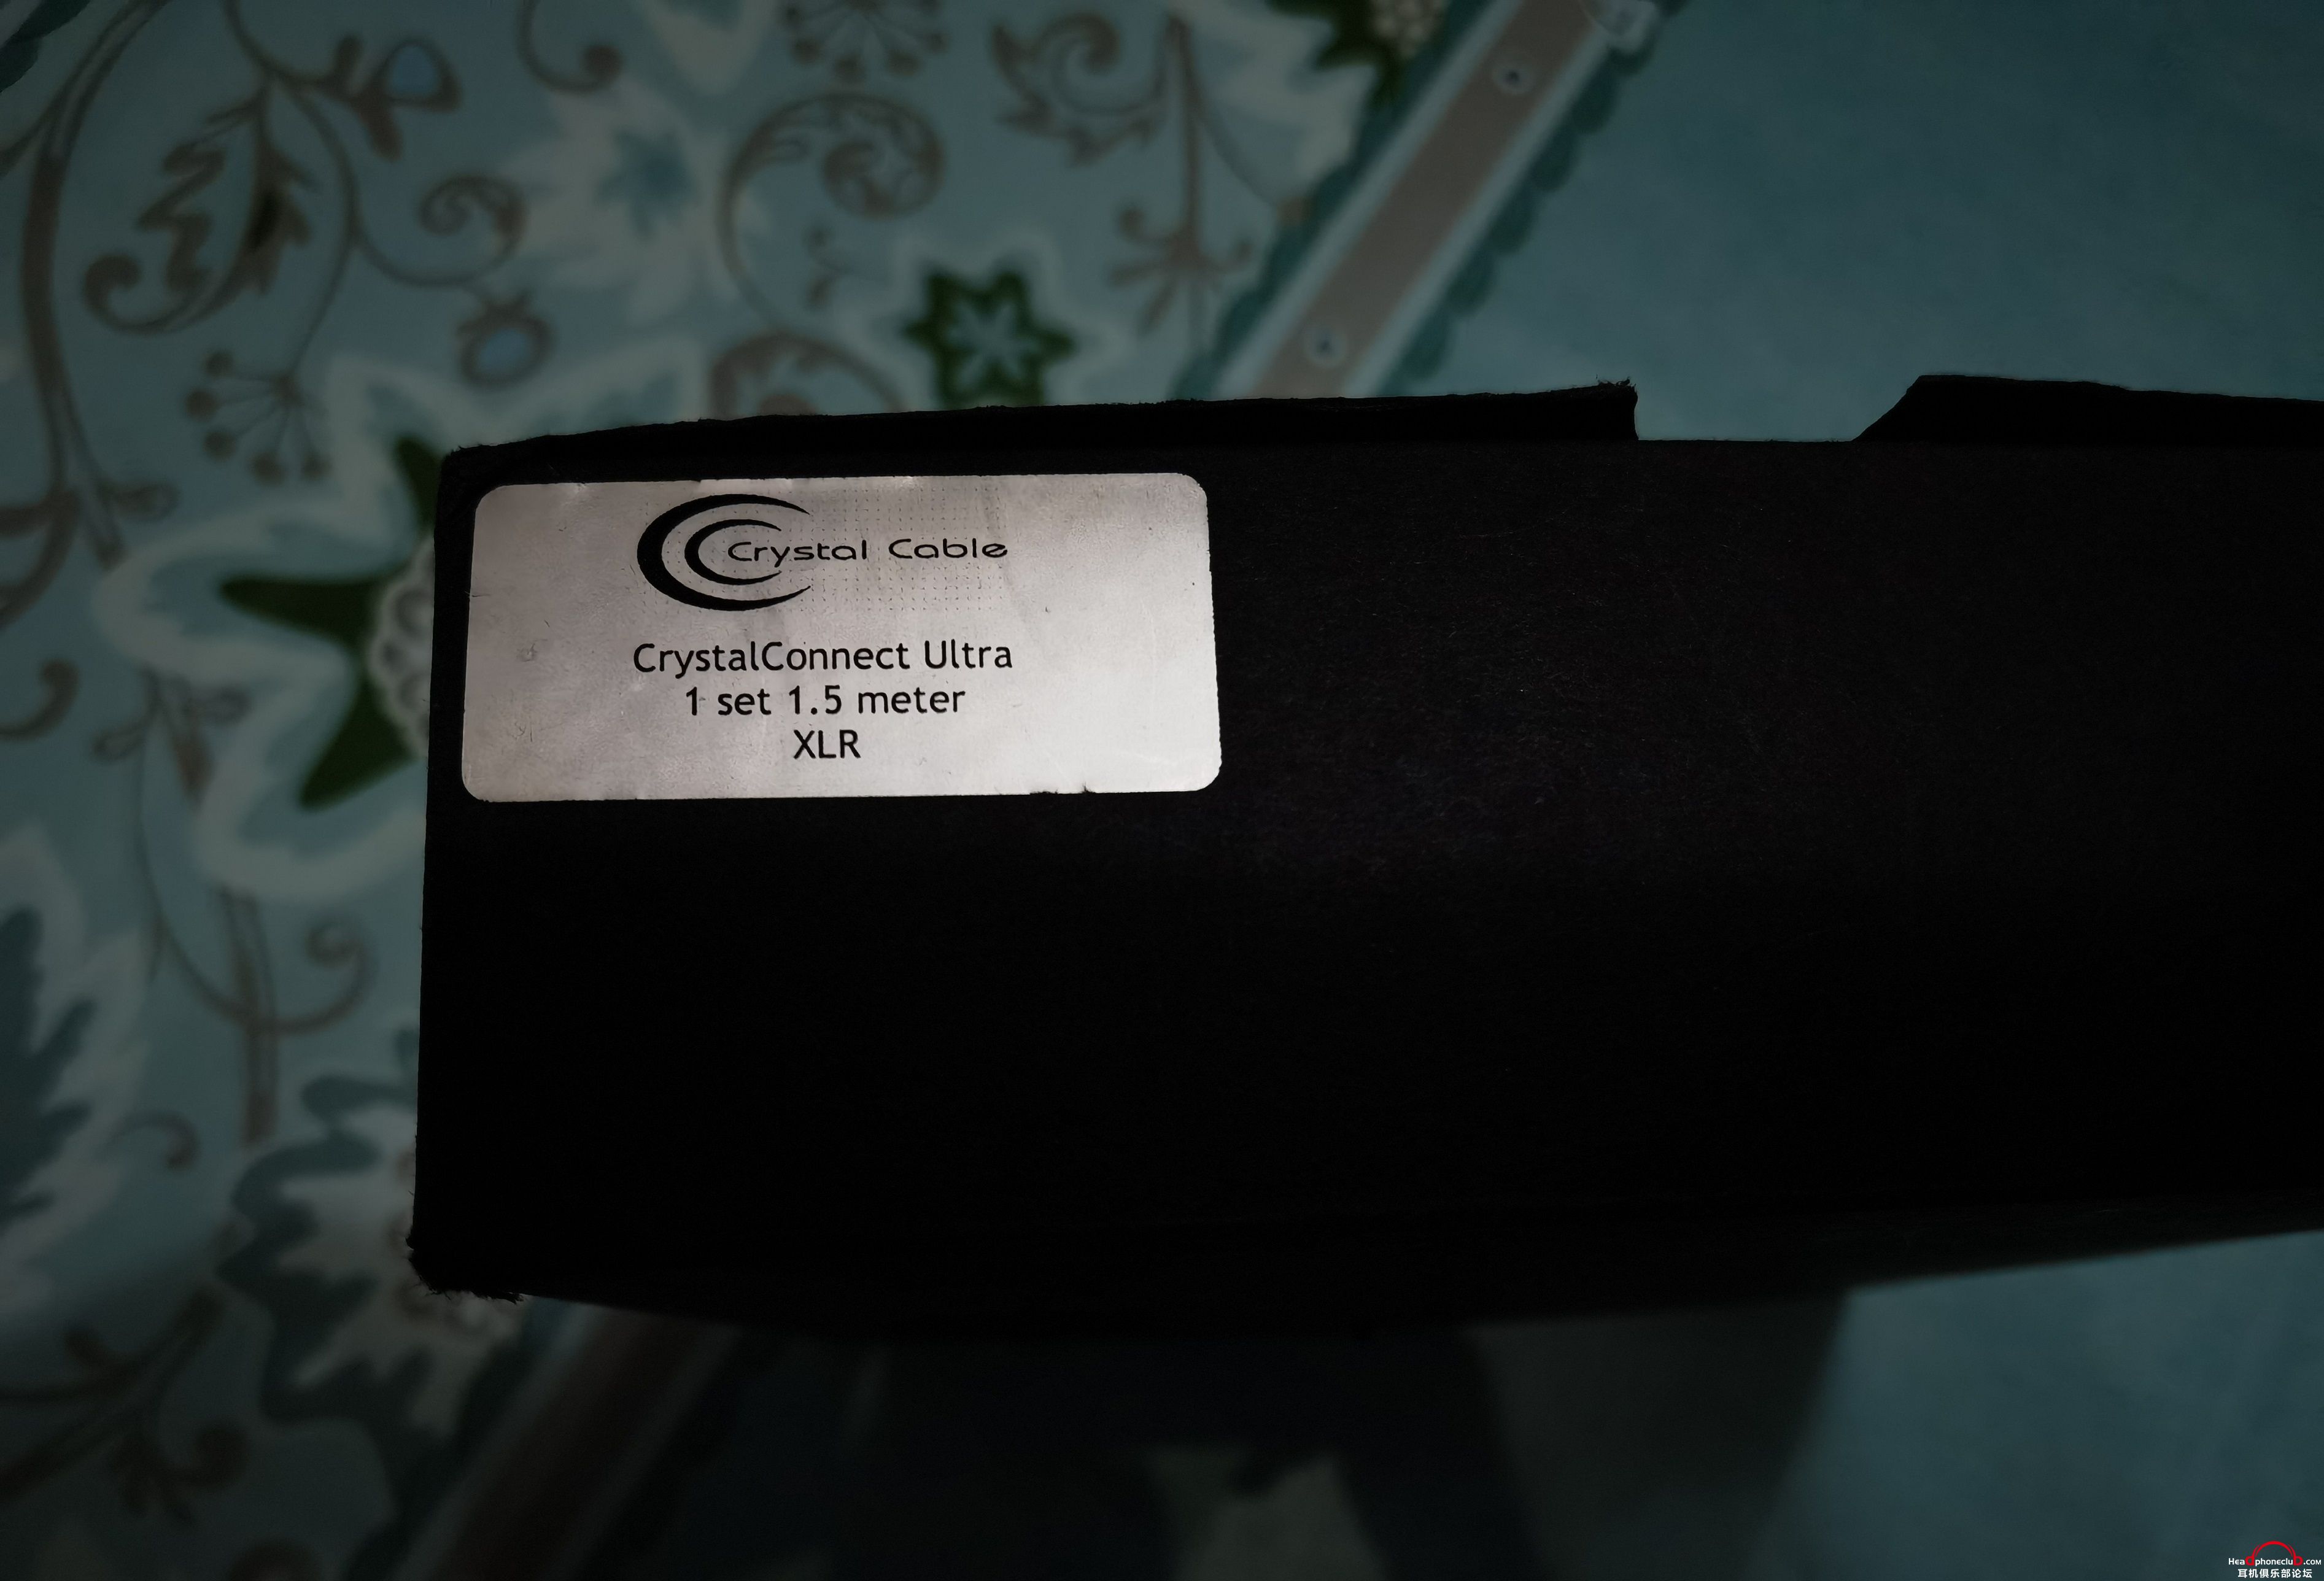 Crystal Cable
CrystalConnect Ultra
1 set 1.5 meter
XLR
Headphoneclub.com
耳机俱乐部论坛